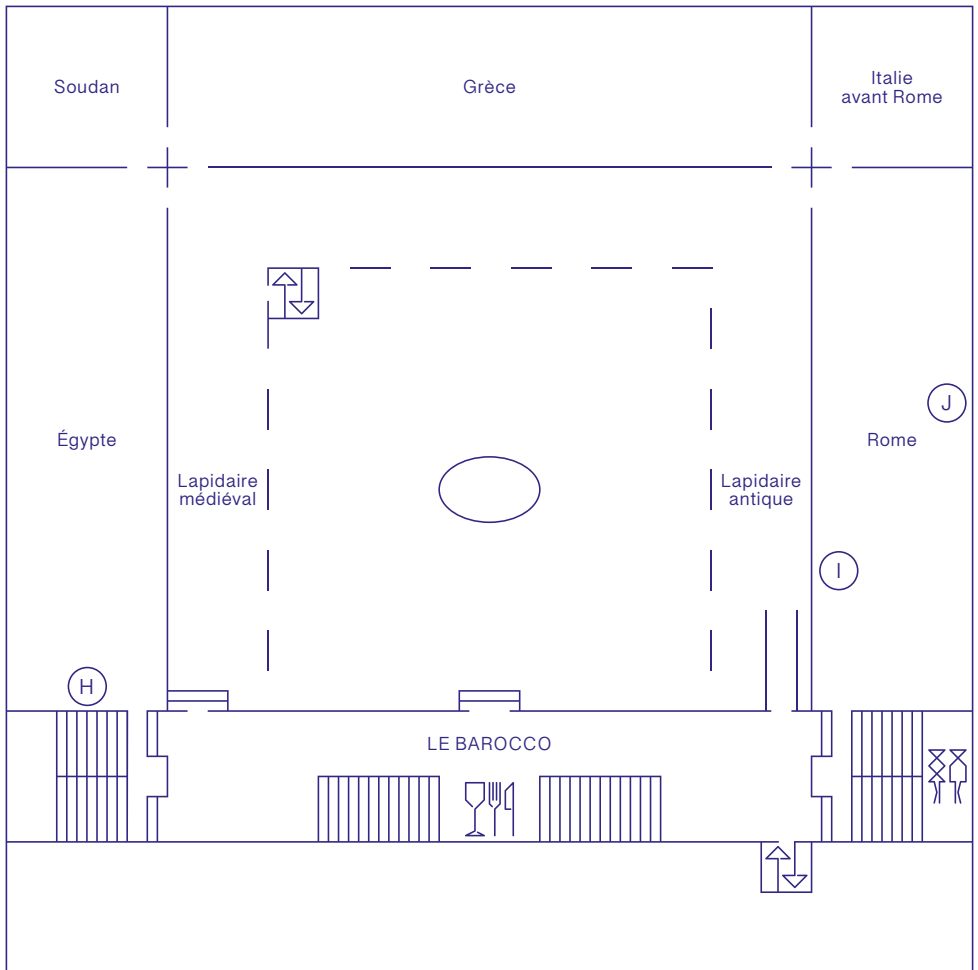 Soudan
Grèce
Italie
avant Rome
J
Égypte
Rome
Lapidaire
médiéval
Lapidaire
antique
I
H
LE BAROCCO